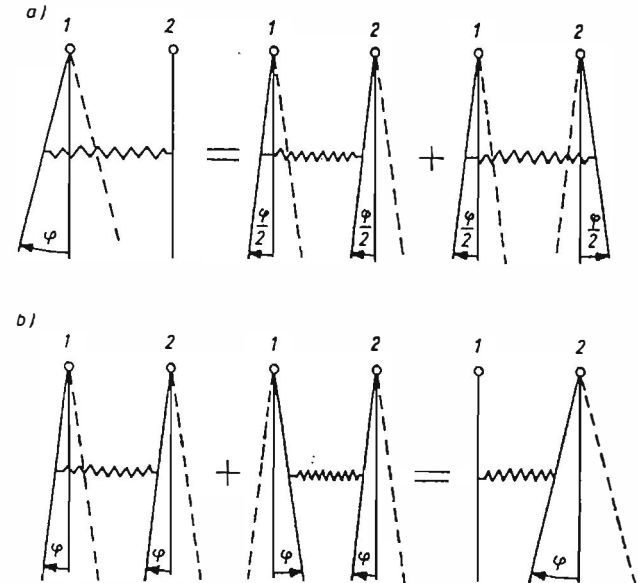 a)
1 2 1 2 1 2
= +
φ φ/2 φ/2 φ/2 φ/2
b)
1 2 1 2 1 2
+ =
φ φ φ φ φ